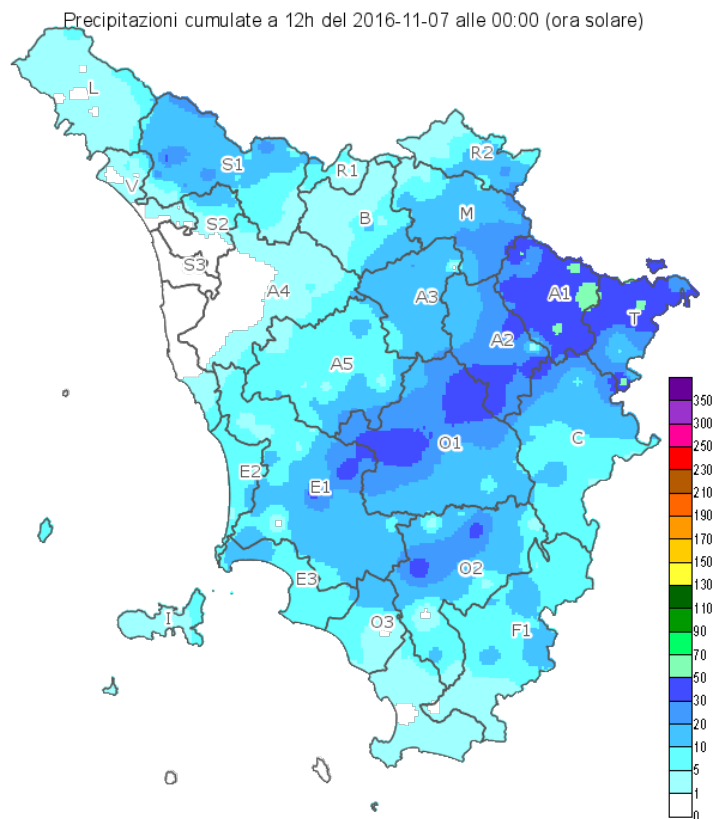 Precipitazioni cumulate a 12h del 2016-11-07 alle 00:00 (ora solare)
L
S1
R1
R2
V
B
M
S2
S3
A4
A3
A1
T
A2
A5
O1
C
E2
E1
E3
O2
I
O3
F1
350
300
250
230
210
190
170
150
130
110
90
70
50
30
20
10
5
1
0